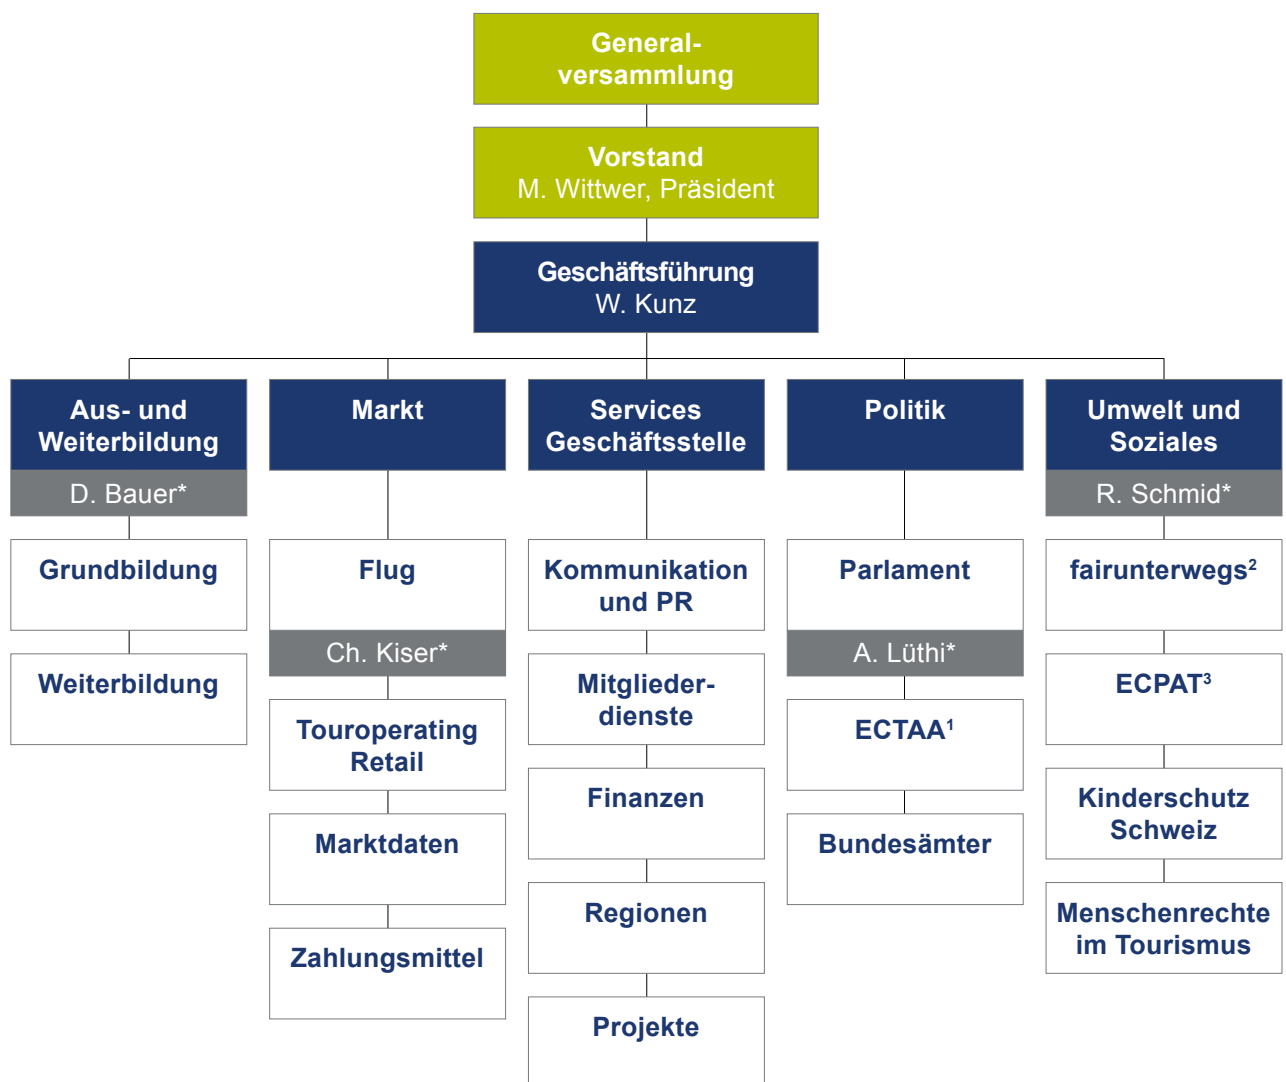 General-
versammlung
Vorstand
M. Wittwer, Präsident
Geschäftsführung
W. Kunz
Aus- und
Weiterbildung
D. Bauer*
Grundbildung
Weiterbildung
Markt
Flug
Ch. Kiser*
Touroperating
Retail
Marktdaten
Zahlungsmittel
Services
Geschäftsstelle
Kommunikation
und PR
Mitglieder-
dienste
Finanzen
Regionen
Projekte
Politik
Parlament
A. Lüthi*
ECTAA¹
Bundesämter
Umwelt und
Soziales
R. Schmid*
fairunterwegs²
ECPAT³
Kinderschutz
Schweiz
Menschenrechte
im Tourismus